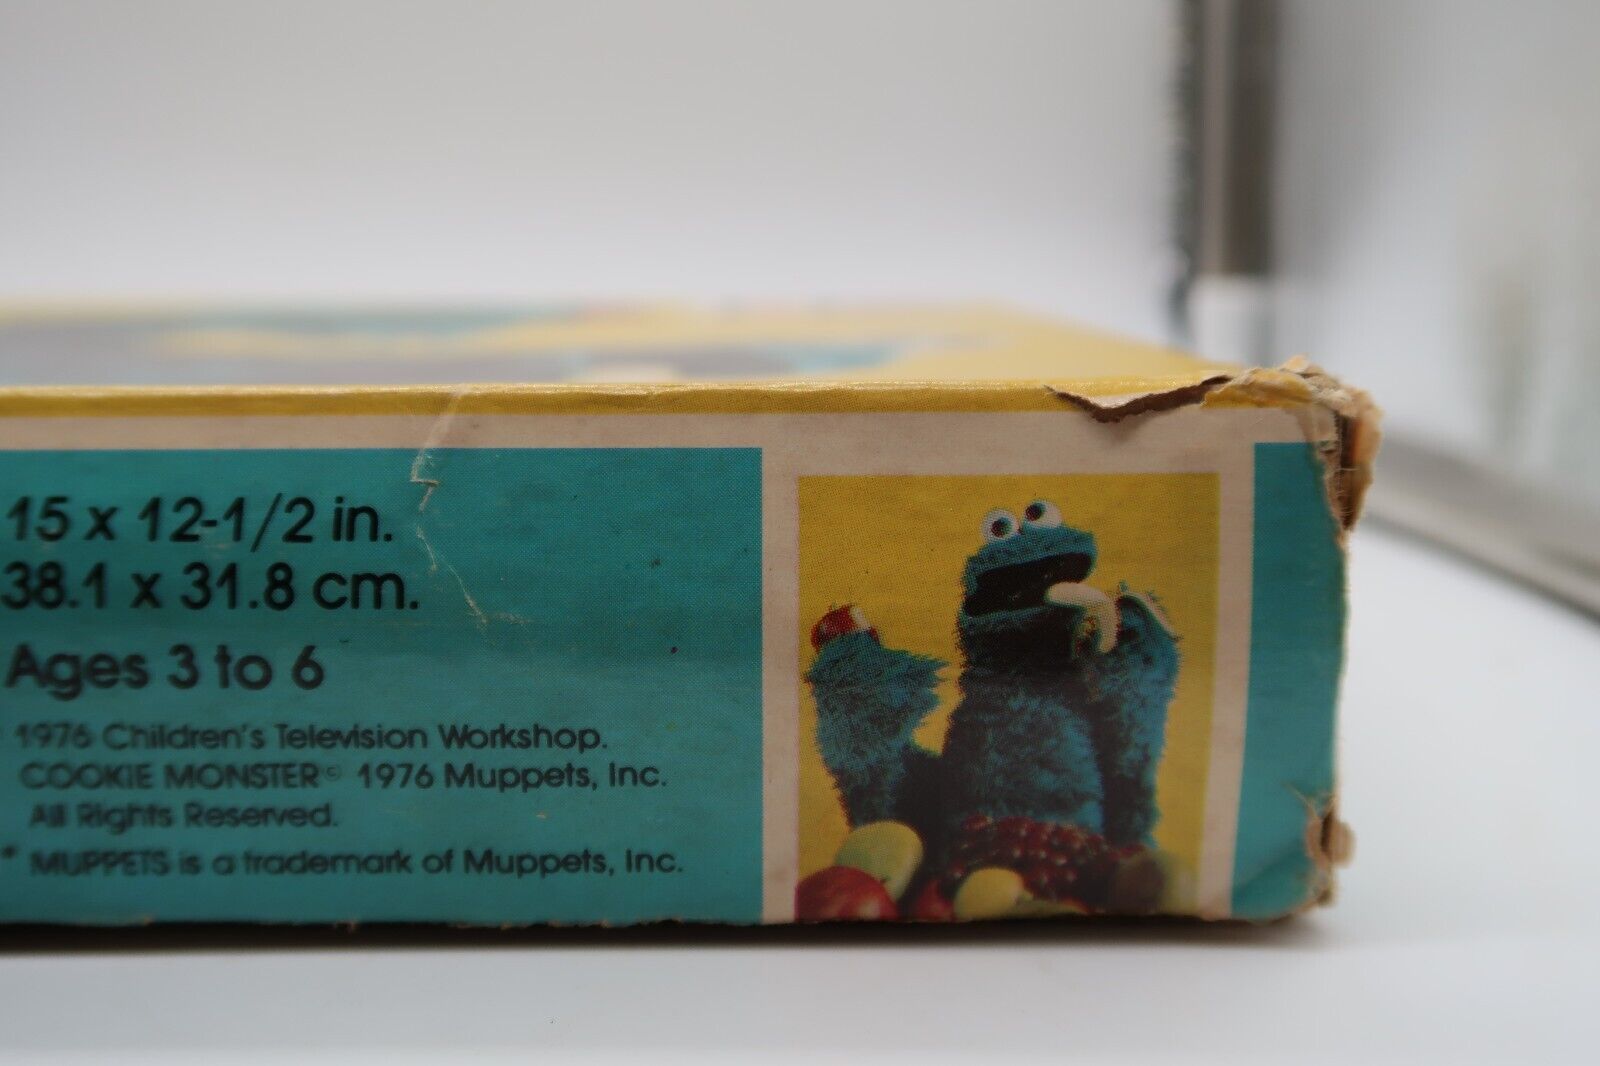 15 x 12-1/2 in.
38.1 x 31.8 cm.
Ages 3 to 6
1976 Children's Television Workshop.
COOKIE MONSTER© 1976 Muppets, Inc.
All Rights Reserved.
* MUPPETS is a trademark of Muppets, Inc.